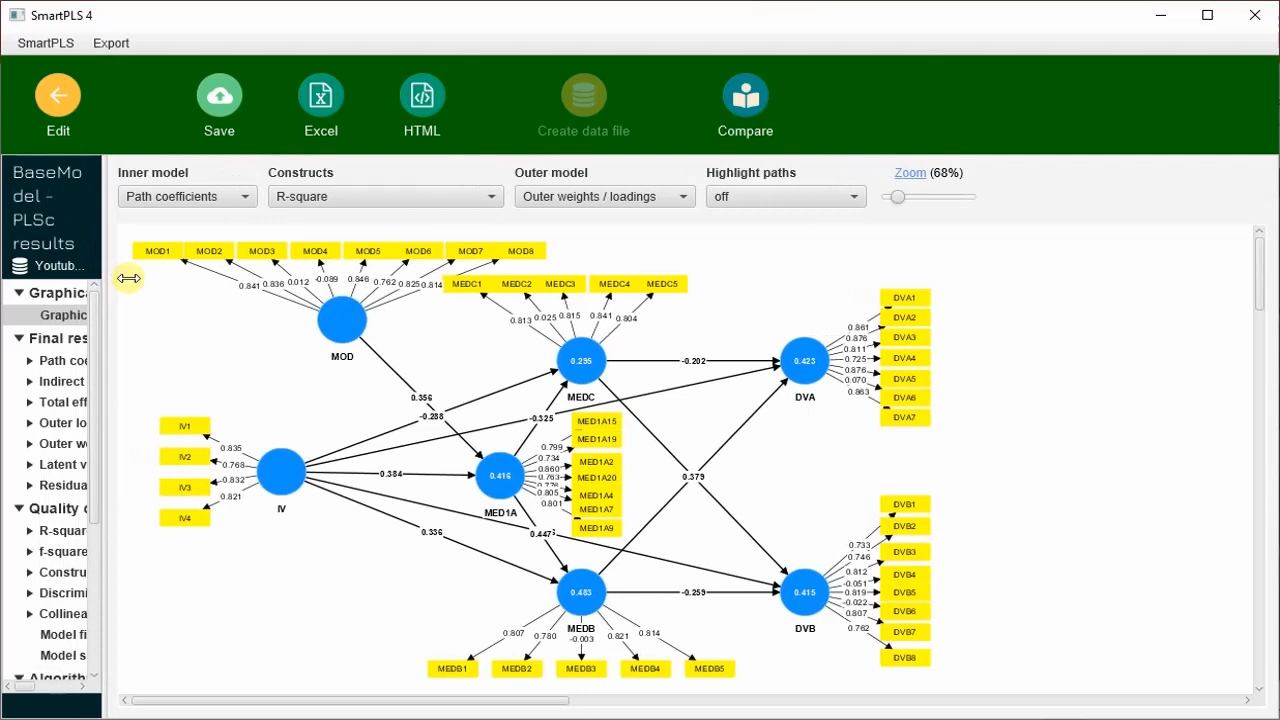 SmartPLS 4
SmartPLS Export
Edit Save Excel HTML Create data file Compare
BaseMo
del -
PLSc
results
Youtub...
Graphica
Graphic
Final res
Path coe
Indirect
Total eff
Outer lo
Outer we
Latent v
Residua
Quality c
R-squar
f-square
Constru
Discrimi
Collinea
Model fi
Model s
Algorith
Inner model Constructs Outer model Highlight paths Zoom (68%)
Path coefficients R-square Outer weights / loadings off
MOD1 MOD2 MOD3 MOD4 MOD5 MOD6 MOD7 MOD8
0.841 0.836 0.012 -0.089 0.846 0.762 0.825 0.814
MOD
MEDC1 MEDC2 MEDC3 MEDC4 MEDC5
0.813 0.025 0.815 0.841 0.804
0.295
MEDC
-0.202
0.423
DVA
DVA1
DVA2
DVA3
DVA4
DVA5
DVA6
DVA7
0.861
0.876
0.811
0.725
0.876
0.070
0.863
0.356
-0.288
-0.325
IV1
IV2
IV3
IV4
0.835
0.768
0.832
0.821
IV
0.384
0.416
MED1A
MED1A15
MED1A19
MED1A2
MED1A20
MED1A4
MED1A7
MED1A9
0.799
0.734
0.860
0.763
0.805
0.801
0.379
0.336
0.447
0.483
MEDB
-0.259
0.415
DVB
DVB1
DVB2
DVB3
DVB4
DVB5
DVB6
DVB7
DVB8
0.733
0.746
0.812
-0.051
0.819
-0.022
0.807
0.762
0.807 0.780 -0.003 0.821 0.814
MEDB1 MEDB2 MEDB3 MEDB4 MEDB5